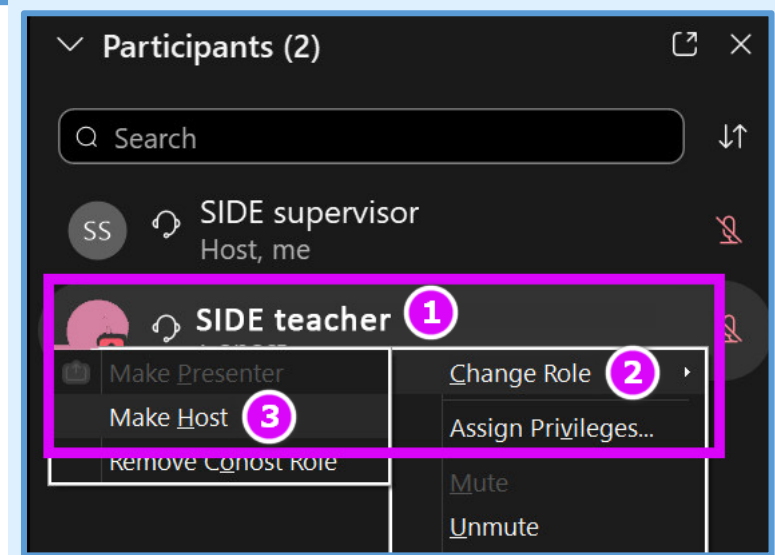 Participants (2)
Search
SS SIDE supervisor
Host, me
SIDE teacher 1
Make Presenter
Make Host 3
Remove Cohost Role
Change Role 2
Assign Privileges...
Mute
Unmute